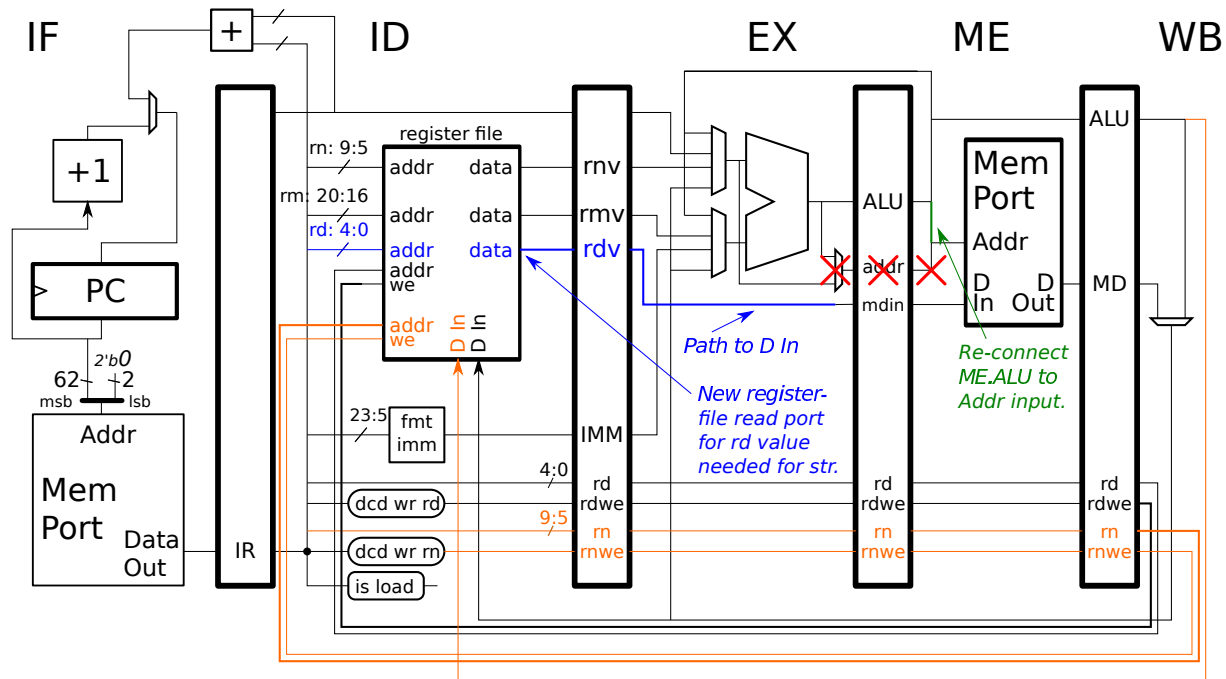 IF
ID
EX
ME
WB
+
+1
PC
2'b0
62
2
msb
lsb
Addr
Mem
Port
Data
Out
IR
rn: 9:5
rm: 20:16
rd: 4:0
register file
addr
data
addr
data
addr
data
addr
we
addr
we
D In
D In
23:5
fmt
imm
4:0
dcd wr rd
9:5
dcd wr rn
is load
rnv
rmv
rdv
IMM
rd
rdwe
rn
rnwe
Path to D In
New register-
file read port
for rd value
needed for str.
ALU
addr
mdin
rd
rdwe
rn
rnwe
Mem
Port
Addr
D
In
D
Out
Re-connect
ME.ALU to
Addr input.
ALU
MD
rd
rdwe
rn
rnwe